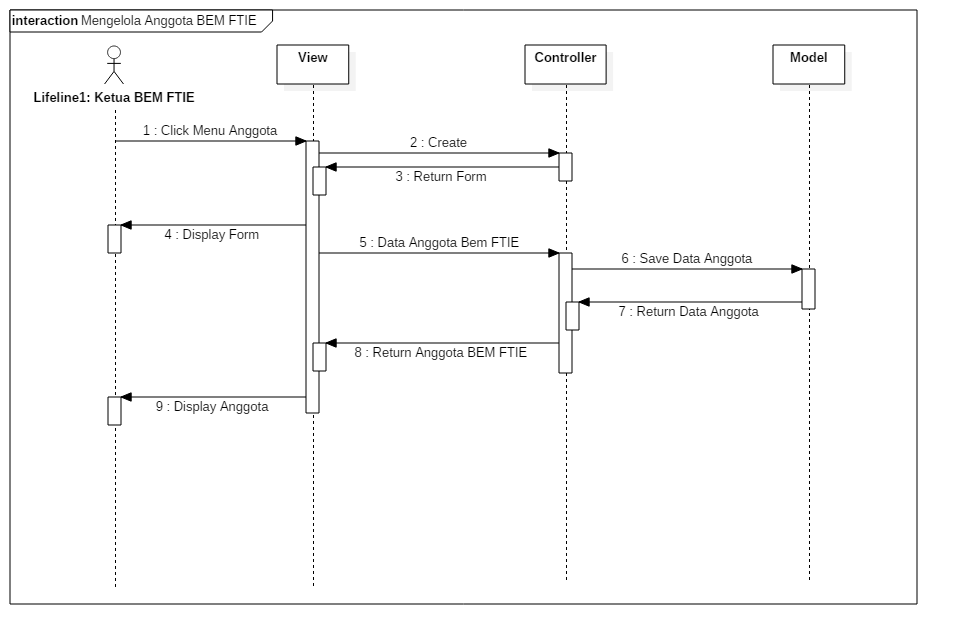 interaction Mengelola Anggota BEM FTIE
View
Controller
Model
Lifeline1: Ketua BEM FTIE
1 : Click Menu Anggota
2 : Create
3 : Return Form
4 : Display Form
5 : Data Anggota Bem FTIE
6 : Save Data Anggota
7 : Return Data Anggota
8 : Return Anggota BEM FTIE
9 : Display Anggota